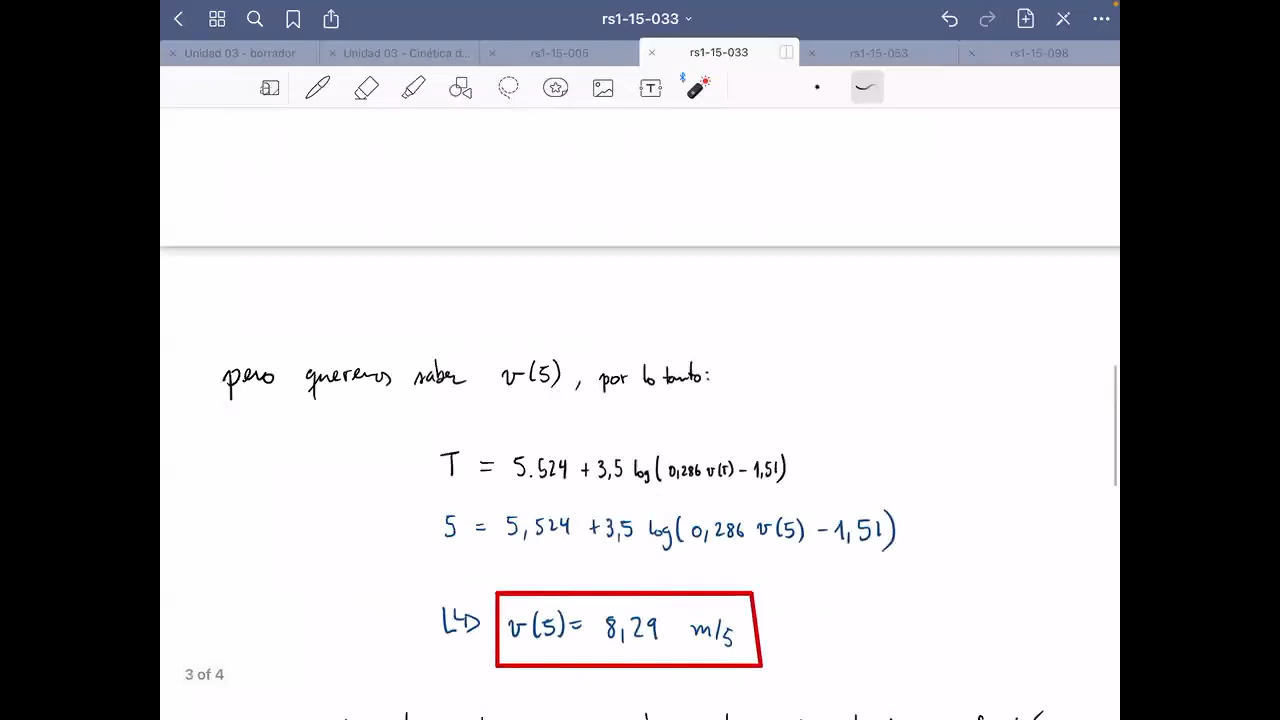 rs1-15-033
Unidad 03 - borrador
Unidad 03 - Cinética d...
rs1-15-006
rs1-15-033
rs1-15-053
rs1-15-098
pero queremos saber v(5), por lo tanto:
T = 5.524 + 3,5 log(0,286 v(T) - 1,51)
5 = 5,524 + 3,5 log(0,286 v(5) - 1,51)
v(5) = 8,29 m/s
3 of 4